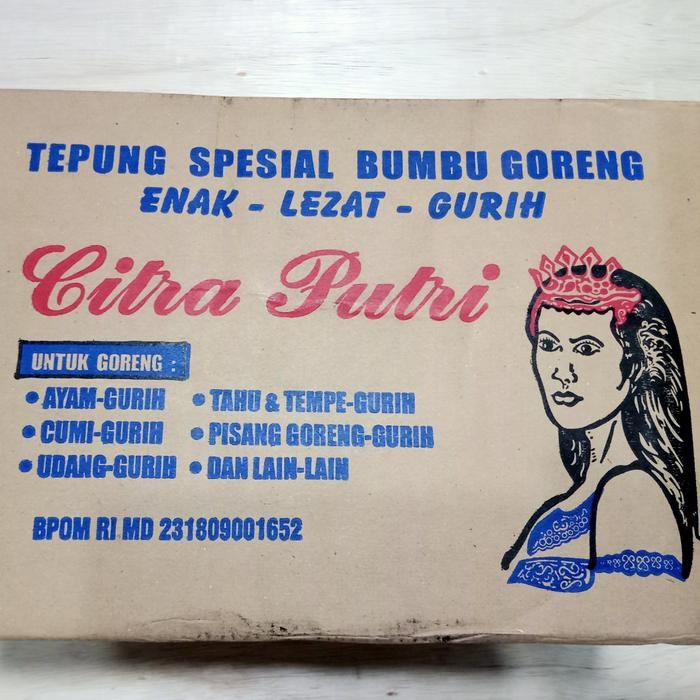 TEPUNG SPESIAL BUMBU GORENG
ENAK - LEZAT - GURIH
Citra Putri
UNTUK GORENG :
• AYAM-GURIH
• CUMI-GURIH
• UDANG-GURIH
• TAHU & TEMPE-GURIH
• PISANG GORENG-GURIH
• DAN LAIN-LAIN
BPOM RI MD 231809001652